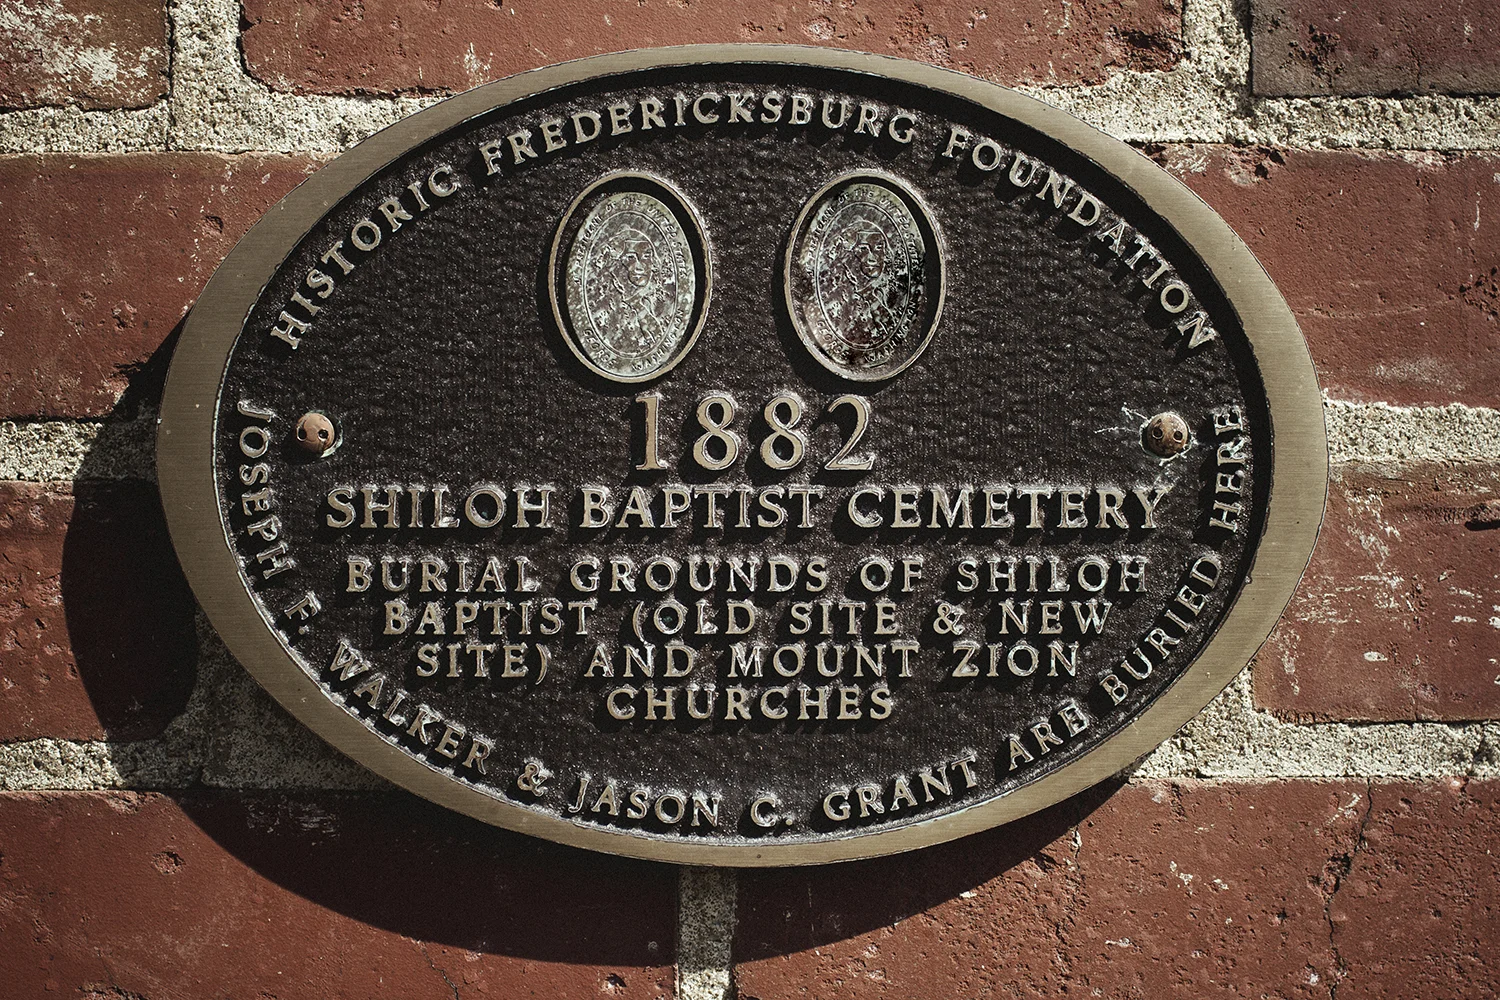 HISTORIC FREDERICKSBURG FOUNDATION
1882
SHILOH BAPTIST CEMETERY
BURIAL GROUNDS OF SHILOH
BAPTIST (OLD SITE & NEW
SITE) AND MOUNT ZION
CHURCHES
JOSEPH F. WALKER & JASON C. GRANT ARE BURIED HERE